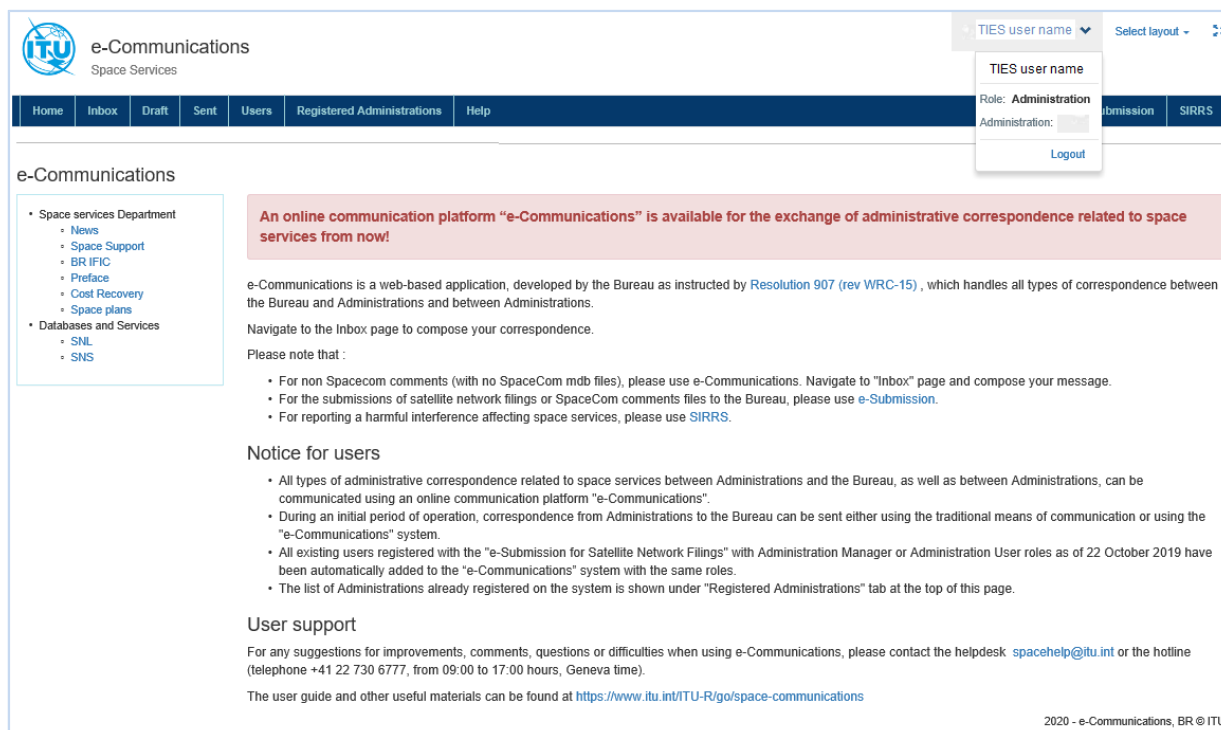 ITU
e-Communications
Space Services
TIES user name
Select layout
TIES user name
Role: Administration
Administration:
Logout
Home Inbox Draft Sent Users Registered Administrations Help
SIRRS
e-Communications
• Space services Department
◦ News
◦ Space Support
◦ BR IFIC
◦ Preface
◦ Cost Recovery
◦ Space plans
• Databases and Services
◦ SNL
◦ SNS
An online communication platform “e-Communications” is available for the exchange of administrative correspondence related to space
services from now!
e-Communications is a web-based application, developed by the Bureau as instructed by Resolution 907 (rev WRC-15) , which handles all types of correspondence between
the Bureau and Administrations and between Administrations.
Navigate to the Inbox page to compose your correspondence.
Please note that :
• For non Spacecom comments (with no SpaceCom mdb files), please use e-Communications. Navigate to "Inbox" page and compose your message.
• For the submissions of satellite network filings or SpaceCom comments files to the Bureau, please use e-Submission.
• For reporting a harmful interference affecting space services, please use SIRRS.
Notice for users
• All types of administrative correspondence related to space services between Administrations and the Bureau, as well as between Administrations, can be
communicated using an online communication platform "e-Communications".
• During an initial period of operation, correspondence from Administrations to the Bureau can be sent either using the traditional means of communication or using the
"e-Communications" system.
• All existing users registered with the "e-Submission for Satellite Network Filings" with Administration Manager or Administration User roles as of 22 October 2019 have
been automatically added to the “e-Communications” system with the same roles.
• The list of Administrations already registered on the system is shown under "Registered Administrations" tab at the top of this page.
User support
For any suggestions for improvements, comments, questions or difficulties when using e-Communications, please contact the helpdesk spacehelp@itu.int or the hotline
(telephone +41 22 730 6777, from 09:00 to 17:00 hours, Geneva time).
The user guide and other useful materials can be found at https://www.itu.int/ITU-R/go/space-communications
2020 - e-Communications, BR © ITU